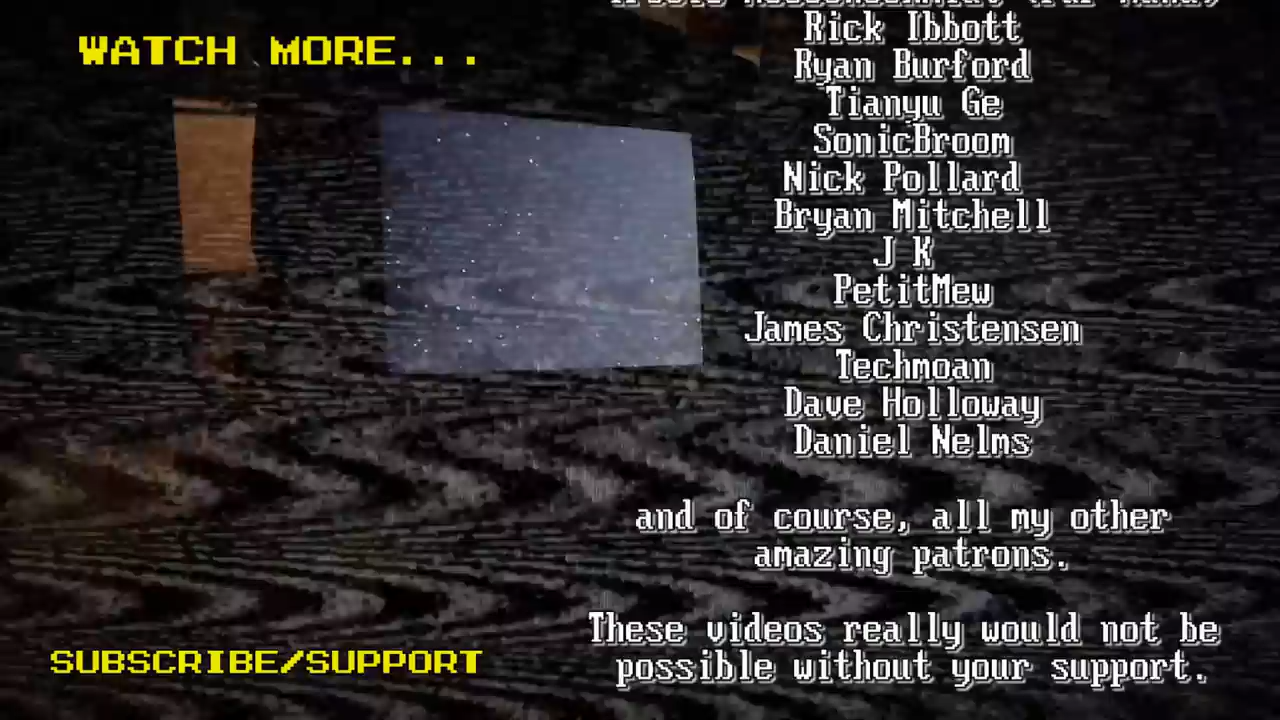 WATCH MORE...
Rick Ibbott
Ryan Burford
Tianyu Ge
SonicBroom
Nick Pollard
Bryan Mitchell
J K
PetitMew
James Christensen
Techmoan
Dave Holloway
Daniel Nelms
and of course, all my other
amazing patrons.
These videos really would not be
possible without your support.
SUBSCRIBE/SUPPORT